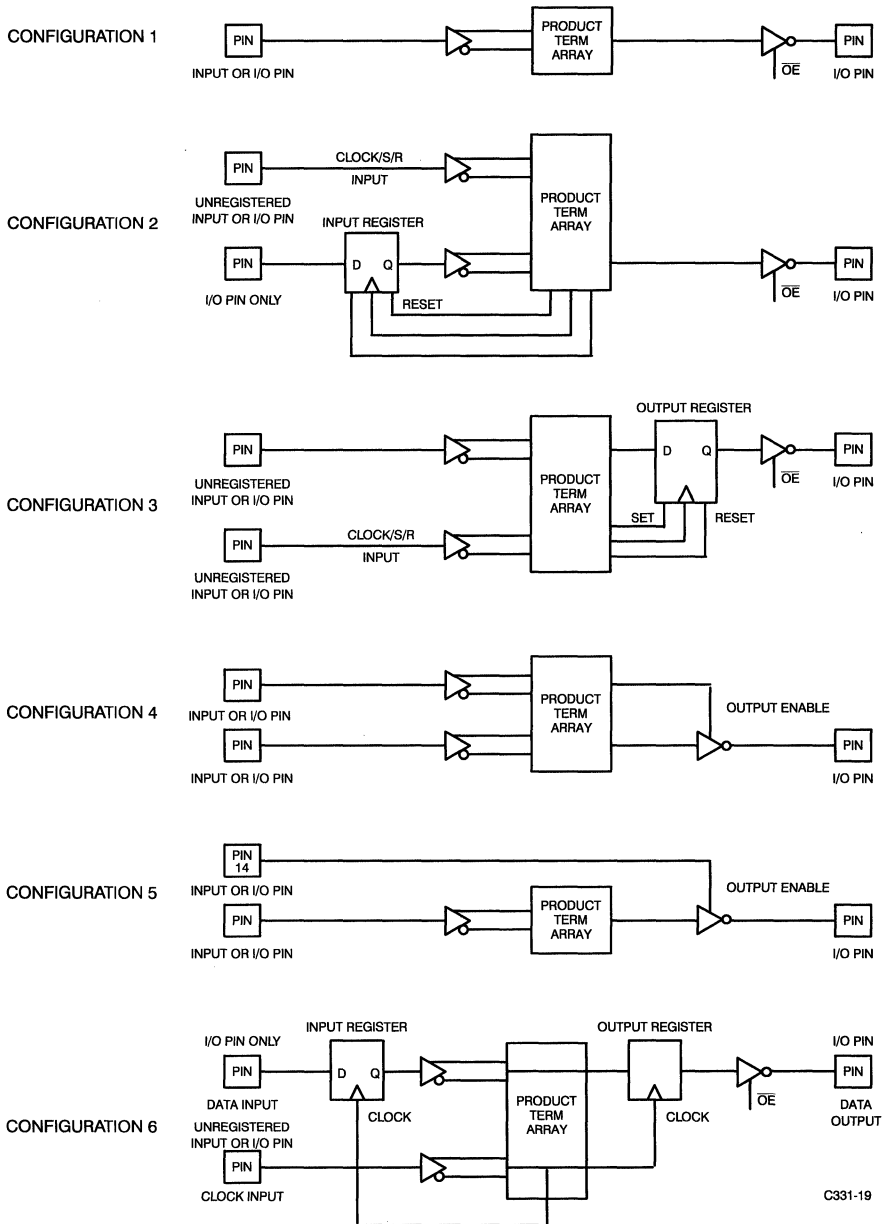 CONFIGURATION 1
PIN
INPUT OR I/O PIN
PRODUCT
TERM
ARRAY
OE
PIN
I/O PIN
CONFIGURATION 2
PIN
UNREGISTERED
INPUT OR I/O PIN
CLOCK/S/R
INPUT
INPUT REGISTER
PIN
I/O PIN ONLY
D Q
RESET
PRODUCT
TERM
ARRAY
OE
PIN
I/O PIN
CONFIGURATION 3
PIN
UNREGISTERED
INPUT OR I/O PIN
PIN
UNREGISTERED
INPUT OR I/O PIN
CLOCK/S/R
INPUT
PRODUCT
TERM
ARRAY
OUTPUT REGISTER
D Q
SET
RESET
OE
PIN
I/O PIN
CONFIGURATION 4
PIN
INPUT OR I/O PIN
PIN
INPUT OR I/O PIN
PRODUCT
TERM
ARRAY
OUTPUT ENABLE
PIN
I/O PIN
CONFIGURATION 5
PIN
14
INPUT OR I/O PIN
PIN
INPUT OR I/O PIN
PRODUCT
TERM
ARRAY
OUTPUT ENABLE
PIN
I/O PIN
CONFIGURATION 6
I/O PIN ONLY
PIN
DATA INPUT
UNREGISTERED
INPUT OR I/O PIN
PIN
CLOCK INPUT
INPUT REGISTER
D Q
CLOCK
PRODUCT
TERM
ARRAY
OUTPUT REGISTER
CLOCK
OE
I/O PIN
PIN
DATA
OUTPUT
C331-19